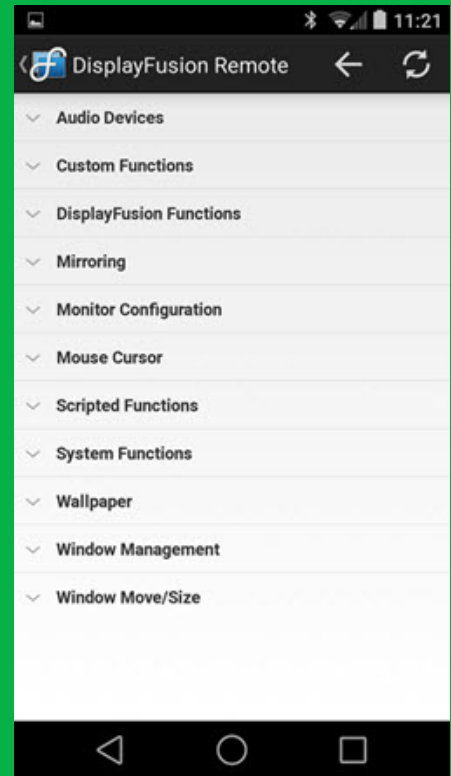 11:21
DisplayFusion Remote
Audio Devices
Custom Functions
DisplayFusion Functions
Mirroring
Monitor Configuration
Mouse Cursor
Scripted Functions
System Functions
Wallpaper
Window Management
Window Move/Size